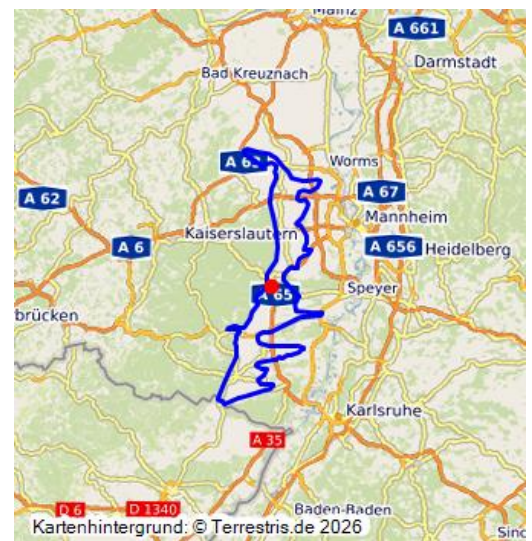 Mainz
A 661
Darmstadt
Bad Kreuznach
Worms
A 62
A 67
Mannheim
Kaiserslautern
A 6
A 656
Heidelberg
A 65
Speyer
brücken
Karlsruhe
A 35
D 6
D 1340
Baden-Baden
Kartenhintergrund: © Terrestris.de 2026